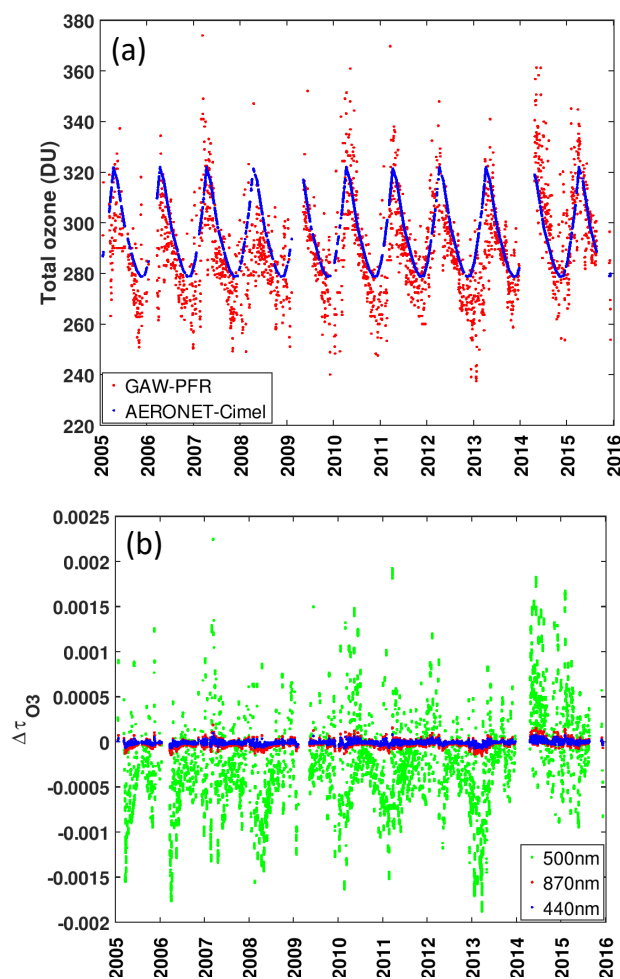 (a)
Total ozone (DU)
380
360
340
320
300
280
260
240
220
GAW-PFR
AERONET-Cimel
2005 2006 2007 2008 2009 2010 2011 2012 2013 2014 2015 2016
(b)
Δτ O3
0.0025
0.002
0.0015
0.001
0.0005
0
-0.0005
-0.001
-0.0015
-0.002
500nm
870nm
440nm
2005 2006 2007 2008 2009 2010 2011 2012 2013 2014 2015 2016